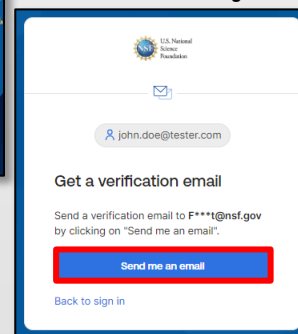 U.S. National
Science
Foundation
NSF
john.doe@tester.com
Get a verification email
Send a verification email to F***t@nsf.gov
by clicking on "Send me an email".
Send me an email
Back to sign in